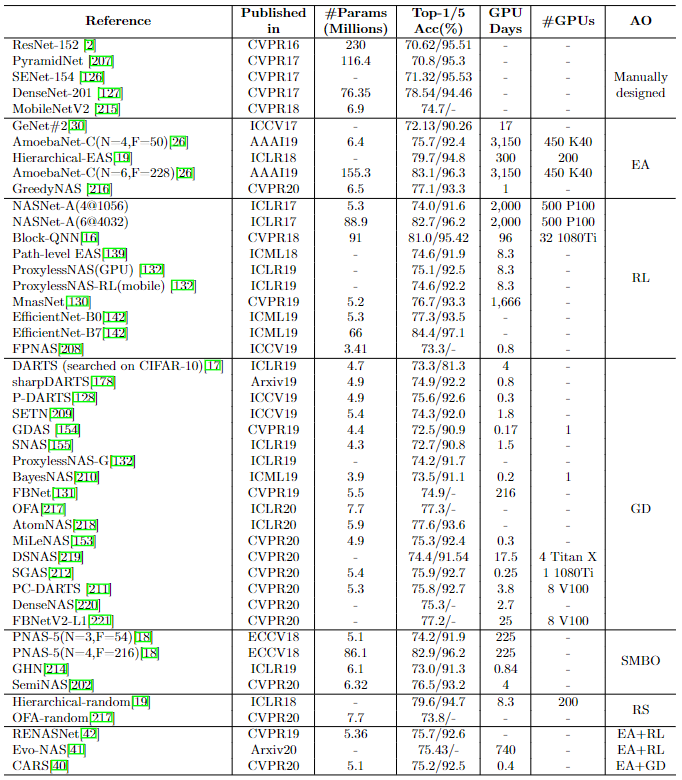 Reference Published in #Params (Millions) Top-1/5 Acc(%) GPU Days #GPUs AO
ResNet-152 [2] CVPR16 230 70.62/95.51 - -
PyramidNet [207] CVPR17 116.4 70.8/95.3 - -
SENet-154 [126] CVPR17 - 71.32/95.53 - - Manually
DenseNet-201 [127] CVPR17 76.35 78.54/94.46 - - designed
MobileNetV2 [215] CVPR18 6.9 74.7/- - -
GeNet#2[30] ICCV17 - 72.13/90.26 17 -
AmoebaNet-C(N=4,F=50)[26] AAAI19 6.4 75.7/92.4 3,150 450 K40
Hierarchical-EAS[19] ICLR18 - 79.7/94.8 300 200 EA
AmoebaNet-C(N=6,F=228)[26] AAAI19 155.3 83.1/96.3 3,150 450 K40
GreedyNAS [216] CVPR20 6.5 77.1/93.3 1 -
NASNet-A(4@1056) ICLR17 5.3 74.0/91.6 2,000 500 P100
NASNet-A(6@4032) ICLR17 88.9 82.7/96.2 2,000 500 P100
Block-QNN[16] CVPR18 91 81.0/95.42 96 32 1080Ti
Path-level EAS[139] ICML18 - 74.6/91.9 8.3 -
ProxylessNAS(GPU) [132] ICLR19 - 75.1/92.5 8.3 - RL
ProxylessNAS-RL(mobile) [132] ICLR19 - 74.6/92.2 8.3 -
MnasNet[130] CVPR19 5.2 76.7/93.3 1,666 -
EfficientNet-B0[142] ICML19 5.3 77.3/93.5 - -
EfficientNet-B7[142] ICML19 66 84.4/97.1 - -
FPNAS[208] ICCV19 3.41 73.3/- 0.8 -
DARTS (searched on CIFAR-10)[17] ICLR19 4.7 73.3/81.3 4 -
sharpDARTS[178] Arxiv19 4.9 74.9/92.2 0.8 -
P-DARTS[128] ICCV19 4.9 75.6/92.6 0.3 -
SETN[209] ICCV19 5.4 74.3/92.0 1.8 -
GDAS [154] CVPR19 4.4 72.5/90.9 0.17 1
SNAS[155] ICLR19 4.3 72.7/90.8 1.5 -
ProxylessNAS-G[132] ICLR19 - 74.2/91.7 - -
BayesNAS[210] ICML19 3.9 73.5/91.1 0.2 1
FBNet[131] CVPR19 5.5 74.9/- 216 -
OFA[217] ICLR20 7.7 77.3/- - - GD
AtomNAS[218] ICLR20 5.9 77.6/93.6 - -
MiLeNAS[153] CVPR20 4.9 75.3/92.4 0.3 -
DSNAS[219] CVPR20 - 74.4/91.54 17.5 4 Titan X
SGAS[212] CVPR20 5.4 75.9/92.7 0.25 1 1080Ti
PC-DARTS [211] CVPR20 5.3 75.8/92.7 3.8 8 V100
DenseNAS[220] CVPR20 - 75.3/- 2.7 -
FBNetV2-L1[221] CVPR20 - 77.2/- 25 8 V100
PNAS-5(N=3,F=54)[18] ECCV18 5.1 74.2/91.9 225 -
PNAS-5(N=4,F=216)[18] ECCV18 86.1 82.9/96.2 225 - SMBO
GHN[214] ICLR19 6.1 73.0/91.3 0.84 -
SemiNAS[202] CVPR20 6.32 76.5/93.2 4 -
Hierarchical-random[19] ICLR18 - 79.6/94.7 8.3 200 RS
OFA-random[217] CVPR20 7.7 73.8/- - -
RENASNet[42] CVPR19 5.36 75.7/92.6 - - EA+RL
Evo-NAS[41] Arxiv20 - 75.43/- 740 - EA+RL
CARS[40] CVPR20 5.1 75.2/92.5 0.4 - EA+GD